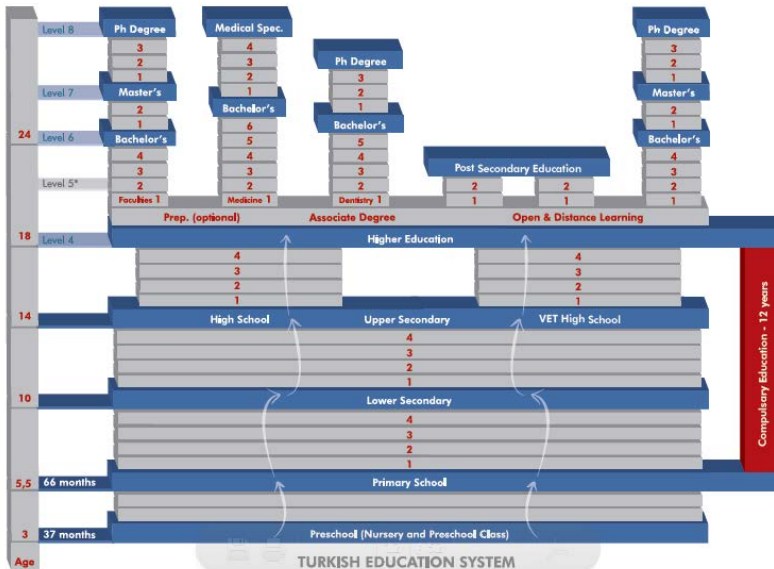 Level 8 Ph Degree Medical Spec. Ph Degree
3 4 3
2 3 Ph Degree 2
1 2 3 1
Level 7 Master's 1 2 Master's
2 Bachelor's 1 2
1 6 Bachelor's 1
24 Level 6 Bachelor's 5 5 Bachelor's
4 4 4 Post Secondary Education 4
3 3 3 3
Level 5* 2 2 2 2 2 2
Faculties 1 Medicine 1 Dentistry 1 1 1 1
Prep. (optional) Associate Degree Open & Distance Learning
18 Level 4 Higher Education
4 4
3 3
2 2
1 1
14 High School Upper Secondary VET High School
4
3
2
1
10 Lower Secondary
4
3
2
1
5,5 66 months Primary School
3 37 months Preschool (Nursery and Preschool Class)
Age TURKISH EDUCATION SYSTEM
Compulsary Education - 12 years